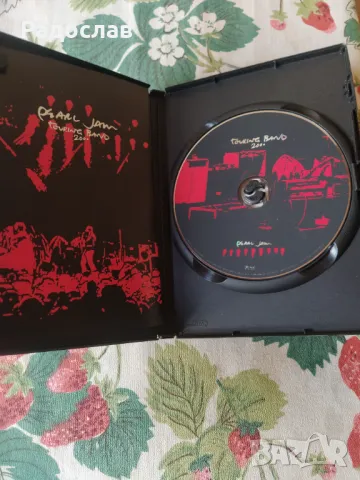 Радослав
PEARL JAM
TOURING BAND
2000
TOURING BAND
2000
PEARL JAM
BAZAR